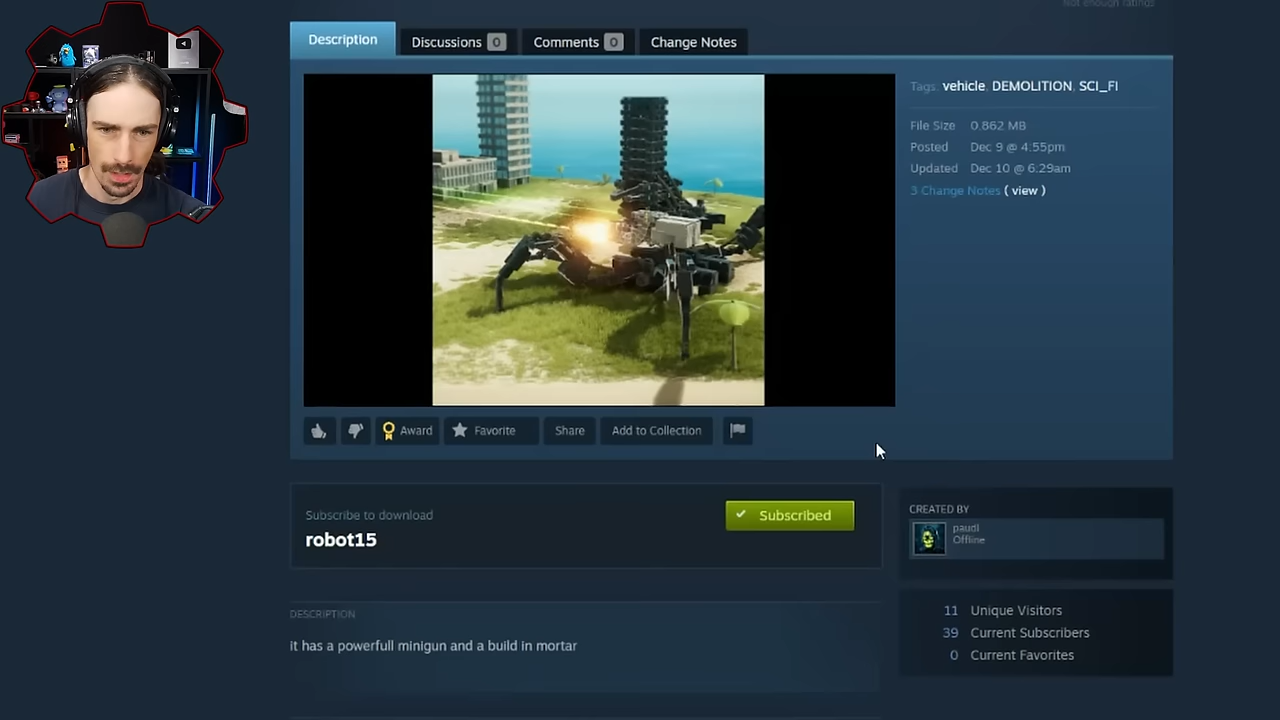 Not enough ratings
Description
Discussions 0
Comments 0
Change Notes
Tags: vehicle, DEMOLITION, SCI_FI
File Size 0.862 MB
Posted Dec 9 @ 4:55pm
Updated Dec 10 @ 6:29am
3 Change Notes ( view )
Award
Favorite
Share
Add to Collection
Subscribe to download
robot15
Subscribed
CREATED BY
paudl
Offline
DESCRIPTION
it has a powerfull minigun and a build in mortar
11 Unique Visitors
39 Current Subscribers
0 Current Favorites